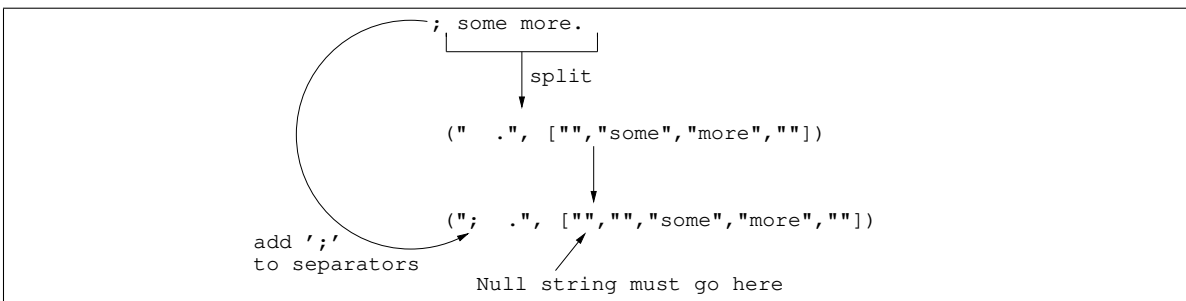 ; some more.
split
("  .", ["","some","more",""])
(";  .", ["","","some","more",""])
add ';'
to separators
Null string must go here